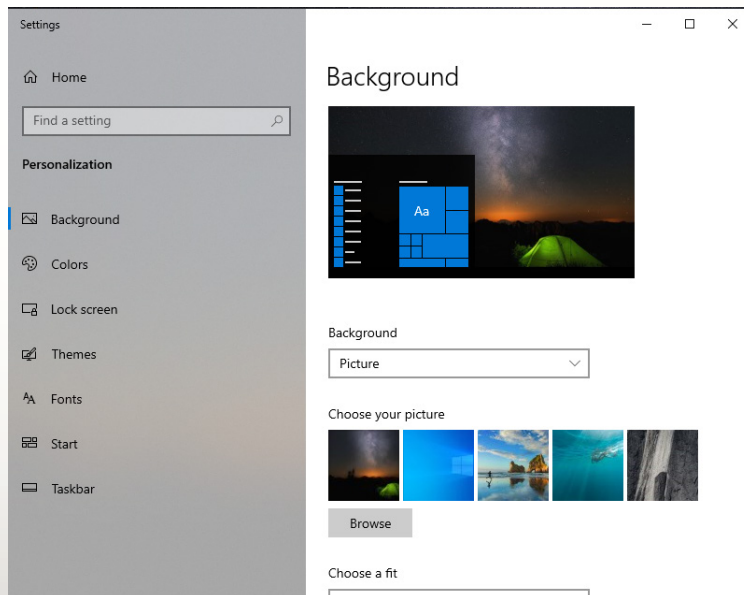 Settings
Home
Find a setting
Personalization
Background
Colors
Lock screen
Themes
Fonts
Start
Taskbar
Background
Aa
Background
Picture
Choose your picture
Browse
Choose a fit